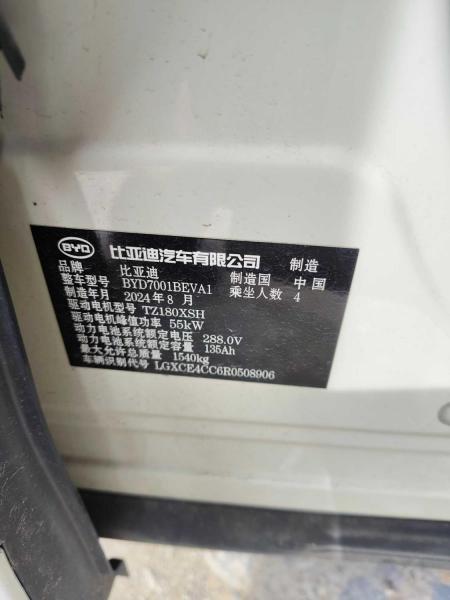 BYD 比亚迪汽车有限公司 制造
品牌 比亚迪 制造国 中国
整车型号 BYD7001BEVA1 乘坐人数 4
制造年月 2024年8月
驱动电机型号 TZ180XSH
驱动电机峰值功率 55kW
动力电池系统额定电压 288.0V
动力电池系统额定容量 135Ah
最大允许总质量 1540kg
车辆识别代号 LGXCE4CC6R0508906